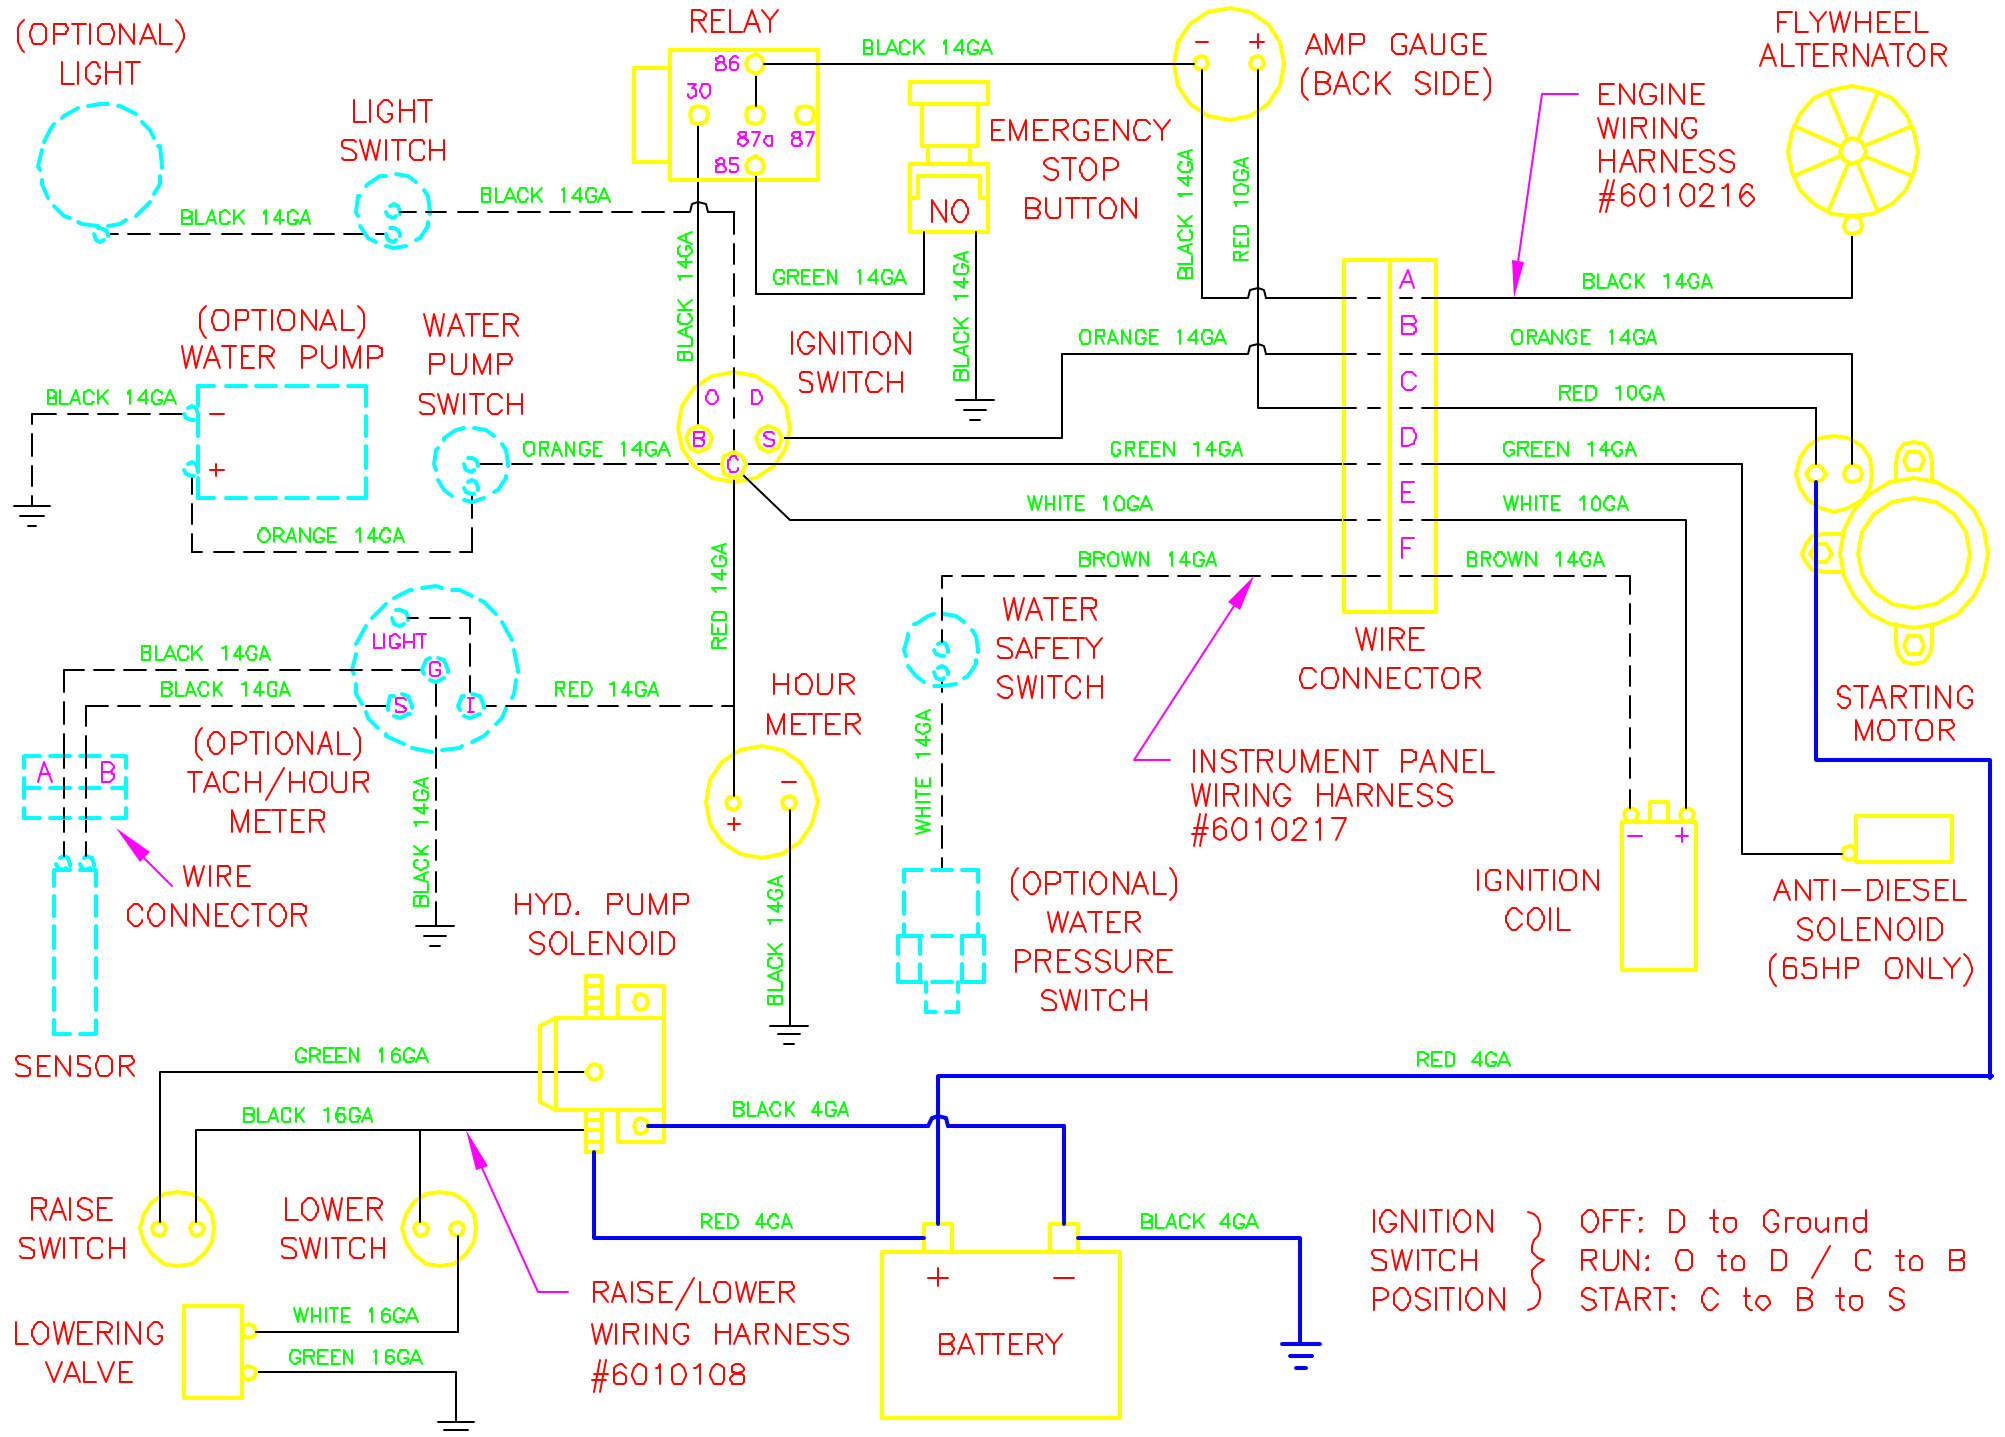 (OPTIONAL)
LIGHT
LIGHT
SWITCH
BLACK 14GA
BLACK 14GA
RELAY
86
30
87a
87
85
BLACK 14GA
- +
AMP GAUGE
(BACK SIDE)
FLYWHEEL
ALTERNATOR
ENGINE
WIRING
HARNESS
#6010216
EMERGENCY
STOP
BUTTON
NO
GREEN 14GA
BLACK 14GA
BLACK 14GA
BLACK 14GA
RED 10GA
BLACK 14GA
(OPTIONAL)
WATER PUMP
WATER
PUMP
SWITCH
BLACK 14GA
-
+
ORANGE 14GA
ORANGE 14GA
IGNITION
SWITCH
O D
B S
C
ORANGE 14GA
ORANGE 14GA
RED 10GA
GREEN 14GA
GREEN 14GA
WHITE 10GA
WHITE 10GA
BROWN 14GA
BROWN 14GA
A
B
C
D
E
F
WIRE
CONNECTOR
RED 14GA
WATER
SAFETY
SWITCH
WHITE 14GA
INSTRUMENT PANEL
WIRING HARNESS
#6010217
STARTING
MOTOR
BLACK 14GA
BLACK 14GA
LIGHT
G
S I
RED 14GA
(OPTIONAL)
TACH/HOUR
METER
BLACK 14GA
A B
WIRE
CONNECTOR
SENSOR
HOUR
METER
+ -
BLACK 14GA
(OPTIONAL)
WATER
PRESSURE
SWITCH
- +
IGNITION
COIL
ANTI-DIESEL
SOLENOID
(65HP ONLY)
HYD. PUMP
SOLENOID
GREEN 16GA
BLACK 16GA
BLACK 4GA
RED 4GA
RED 4GA
BLACK 4GA
RAISE
SWITCH
LOWER
SWITCH
LOWERING
VALVE
WHITE 16GA
GREEN 16GA
RAISE/LOWER
WIRING HARNESS
#6010108
+ -
BATTERY
IGNITION
SWITCH
POSITION
OFF: D to Ground
RUN: O to D / C to B
START: C to B to S